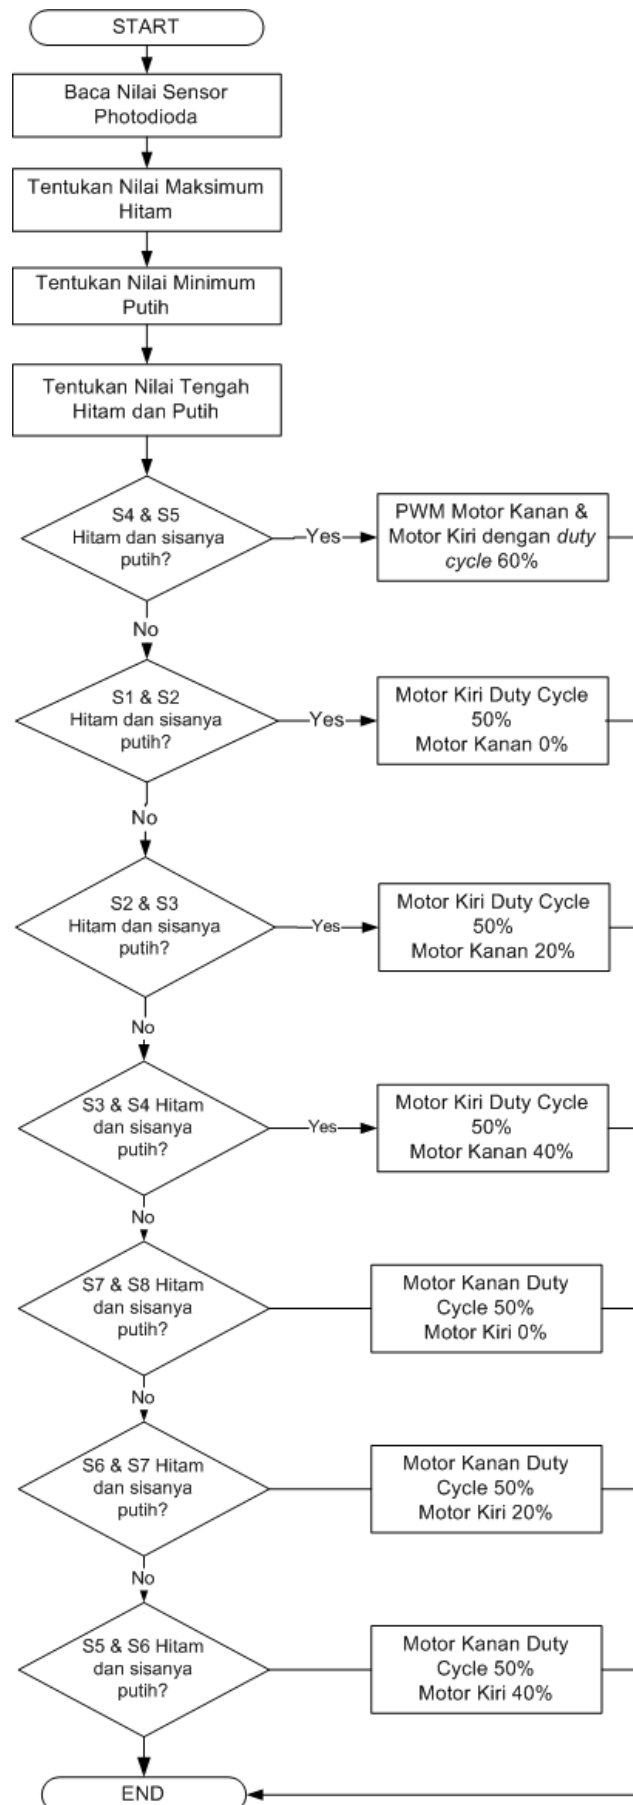 START
Baca Nilai Sensor
Photodioda
Tentukan Nilai Maksimum
Hitam
Tentukan Nilai Minimum
Putih
Tentukan Nilai Tengah
Hitam dan Putih
S4 & S5
Hitam dan sisanya
putih?
Yes
PWM Motor Kanan &
Motor Kiri dengan duty
cycle 60%
No
S1 & S2
Hitam dan sisanya
putih?
Yes
Motor Kiri Duty Cycle
50%
Motor Kanan 0%
No
S2 & S3
Hitam dan sisanya
putih?
Yes
Motor Kiri Duty Cycle
50%
Motor Kanan 20%
No
S3 & S4 Hitam
dan sisanya
putih?
Yes
Motor Kiri Duty Cycle
50%
Motor Kanan 40%
No
S7 & S8 Hitam
dan sisanya
putih?
Motor Kanan Duty
Cycle 50%
Motor Kiri 0%
No
S6 & S7 Hitam
dan sisanya
putih?
Motor Kanan Duty
Cycle 50%
Motor Kiri 20%
No
S5 & S6 Hitam
dan sisanya
putih?
Motor Kanan Duty
Cycle 50%
Motor Kiri 40%
END